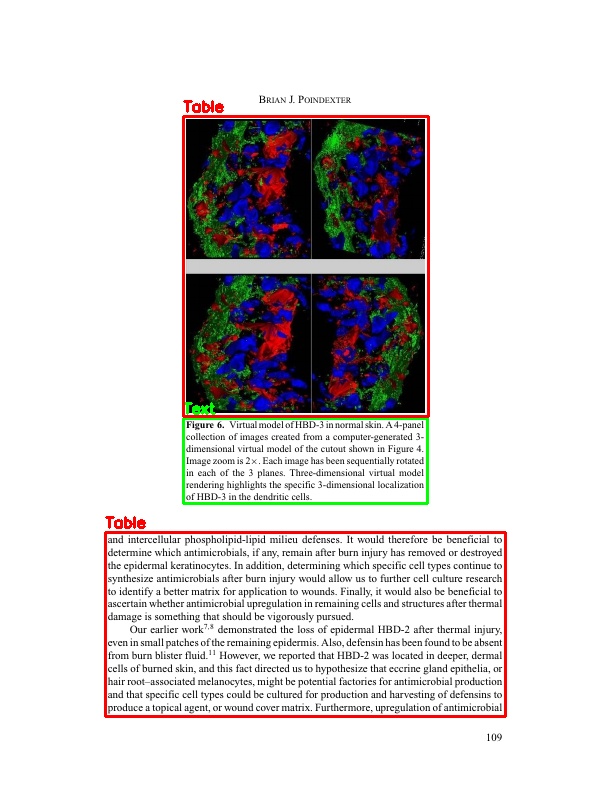 BRIAN J. POINDEXTER
Table
Text
Figure 6. Virtual model of HBD-3 in normal skin. A 4-panel
collection of images created from a computer-generated 3-
dimensional virtual model of the cutout shown in Figure 4.
Image zoom is 2×. Each image has been sequentially rotated
in each of the 3 planes. Three-dimensional virtual model
rendering highlights the specific 3-dimensional localization
of HBD-3 in the dendritic cells.
Table
and intercellular phospholipid-lipid milieu defenses. It would therefore be beneficial to
determine which antimicrobials, if any, remain after burn injury has removed or destroyed
the epidermal keratinocytes. In addition, determining which specific cell types continue to
synthesize antimicrobials after burn injury would allow us to further cell culture research
to identify a better matrix for application to wounds. Finally, it would also be beneficial to
ascertain whether antimicrobial upregulation in remaining cells and structures after thermal
damage is something that should be vigorously pursued.
Our earlier work7,8 demonstrated the loss of epidermal HBD-2 after thermal injury,
even in small patches of the remaining epidermis. Also, defensin has been found to be absent
from burn blister fluid.11 However, we reported that HBD-2 was located in deeper, dermal
cells of burned skin, and this fact directed us to hypothesize that eccrine gland epithelia, or
hair root–associated melanocytes, might be potential factories for antimicrobial production
and that specific cell types could be cultured for production and harvesting of defensins to
produce a topical agent, or wound cover matrix. Furthermore, upregulation of antimicrobial
109